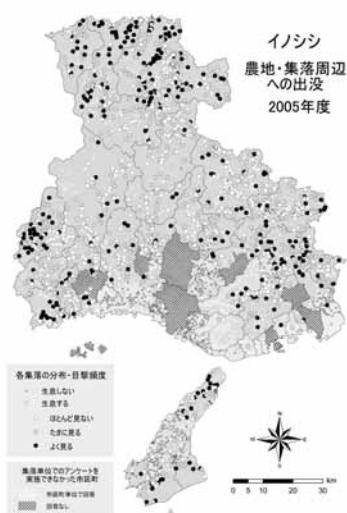 イノシシ
農地・集落周辺
への出没
2005年度
各集落の分布・目撃頻度
生息しない
生息する
ほとんど見ない
たまに見る
よく見る
集落単位でのアンケートを
実施できなかった市区町
市区町単位で回答
回答なし
N
W
E
S
0 5 10 20 30
km